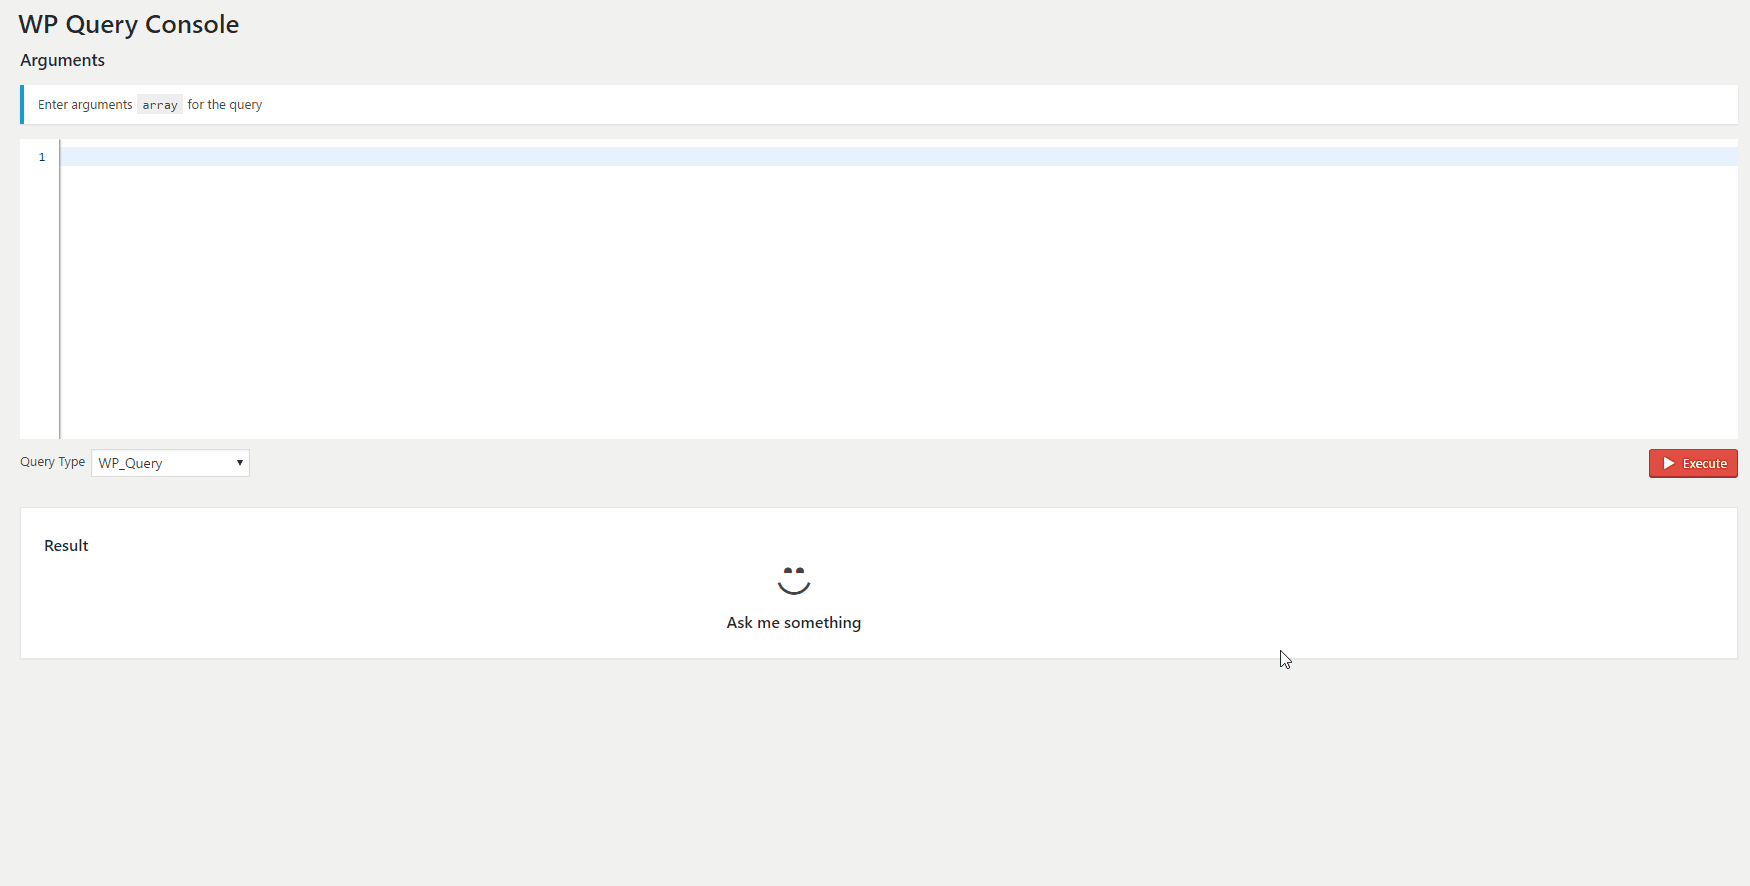 WP Query Console
Arguments
Enter arguments array for the query
1
Query Type WP_Query Execute
Result
Ask me something